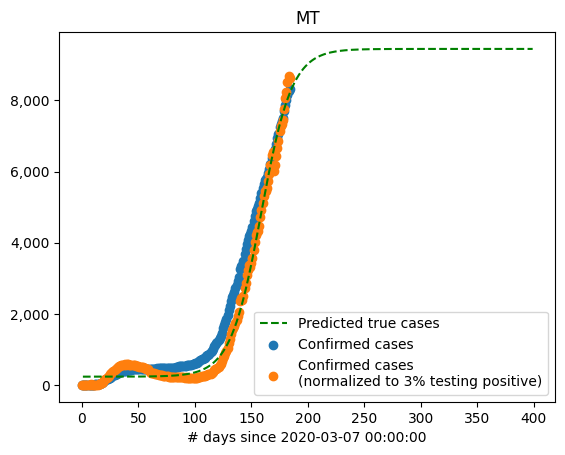 MT
8,000
6,000
4,000
2,000
0
0 50 100 150 200 250 300 350 400
# days since 2020-03-07 00:00:00
Predicted true cases
Confirmed cases
Confirmed cases
(normalized to 3% testing positive)